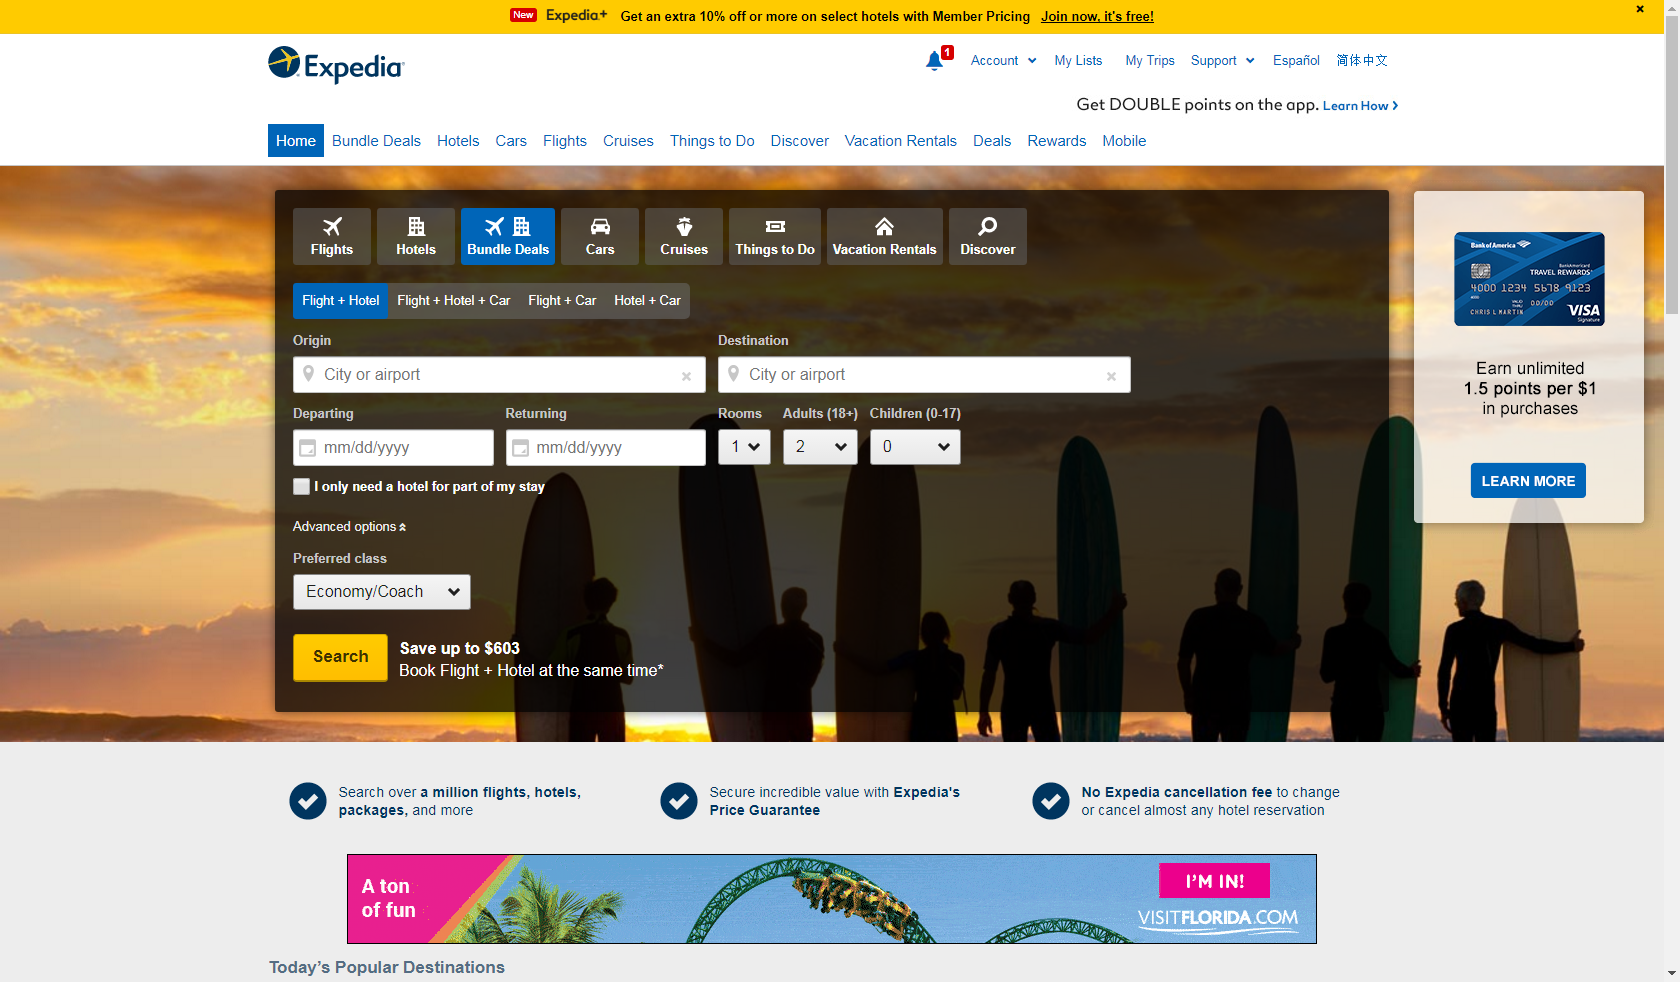 New Expedia+ Get an extra 10% off or more on select hotels with Member Pricing Join now, it's free!
Expedia
1
Account
My Lists
My Trips
Support
Español
简体中文
Get DOUBLE points on the app. Learn How
Home
Bundle Deals
Hotels
Cars
Flights
Cruises
Things to Do
Discover
Vacation Rentals
Deals
Rewards
Mobile
Flights
Hotels
Bundle Deals
Cars
Cruises
Things to Do
Vacation Rentals
Discover
Flight + Hotel
Flight + Hotel + Car
Flight + Car
Hotel + Car
Origin
Destination
City or airport
City or airport
Departing
Returning
Rooms
Adults (18+)
Children (0-17)
mm/dd/yyyy
mm/dd/yyyy
1
2
0
I only need a hotel for part of my stay
Advanced options
Preferred class
Economy/Coach
Search
Save up to $603
Book Flight + Hotel at the same time*
Bank of America
BankAmericard
TRAVEL REWARDS
4000 1234 5678 9123
VALID THRU 00/00
CHRIS L MARTIN
VISA
Signature
Earn unlimited
1.5 points per $1
in purchases
LEARN MORE
Search over a million flights, hotels,
packages, and more
Secure incredible value with Expedia's
Price Guarantee
No Expedia cancellation fee to change
or cancel almost any hotel reservation
A ton
of fun
I'M IN!
VISITFLORIDA.COM
Today's Popular Destinations